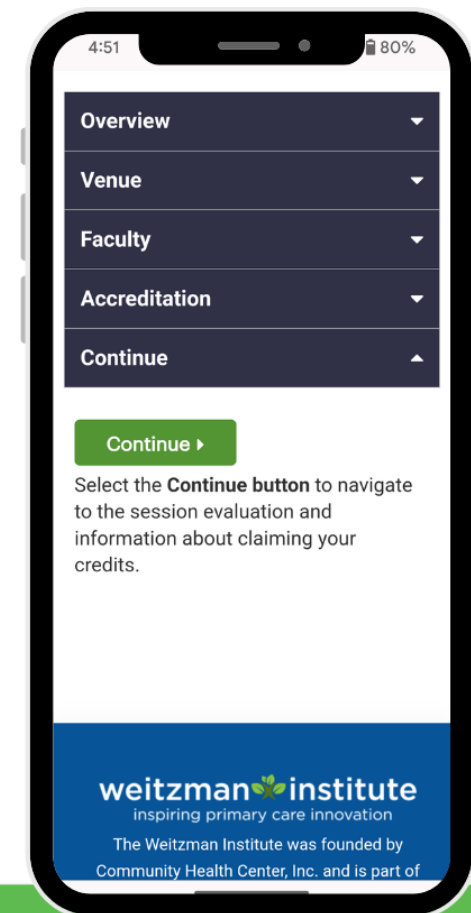 4:51 80%
Overview
Venue
Faculty
Accreditation
Continue
Continue
Select the Continue button to navigate
to the session evaluation and
information about claiming your
credits.
weitzman institute
inspiring primary care innovation
The Weitzman Institute was founded by
Community Health Center, Inc. and is part of